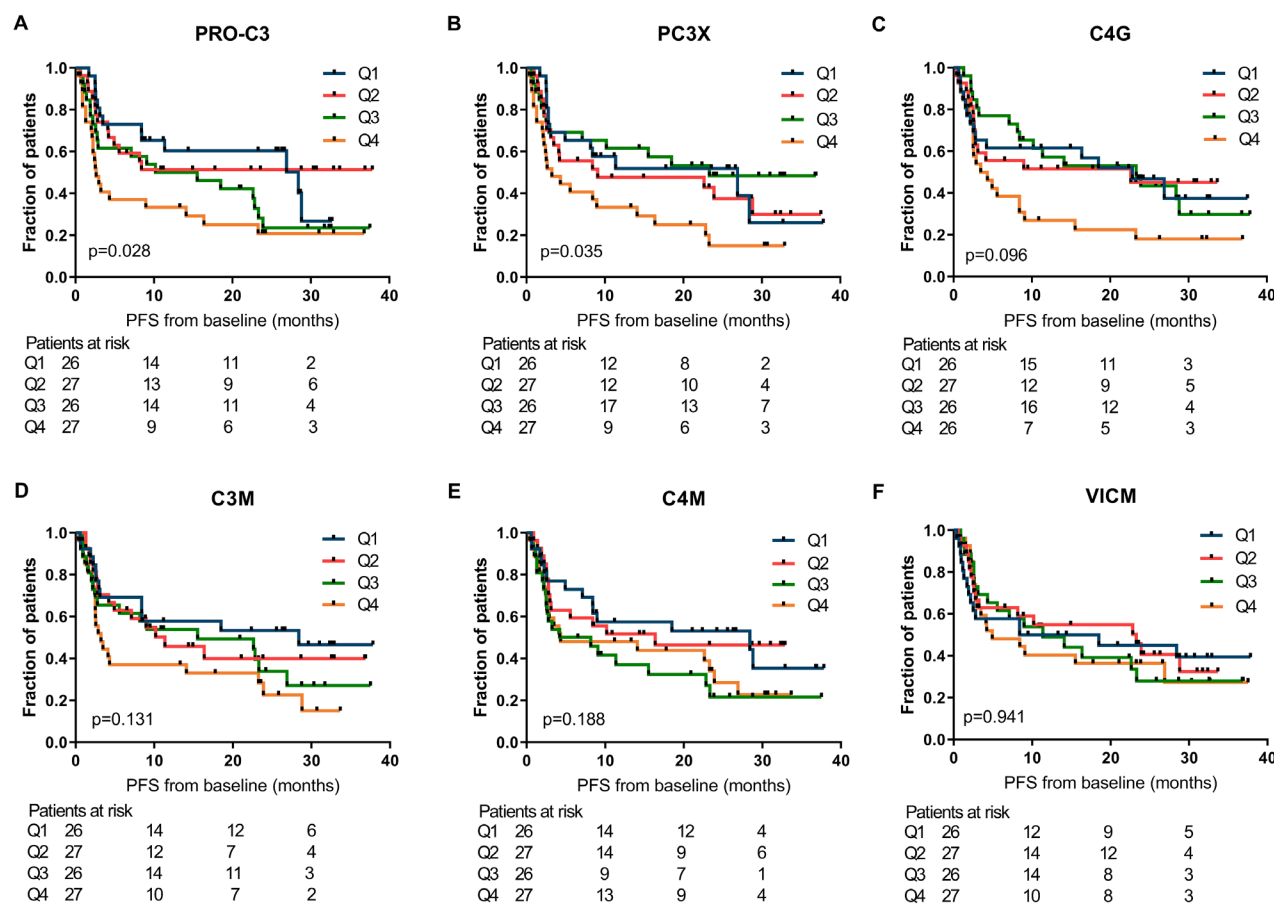 A
PRO-C3
Fraction of patients
1.0
0.8
0.6
0.4
0.2
0.0
Q1
Q2
Q3
Q4
p=0.028
0 10 20 30 40
PFS from baseline (months)
Patients at risk
Q1 26 14 11 2
Q2 27 13 9 6
Q3 26 14 11 4
Q4 27 9 6 3
B
PC3X
Fraction of patients
1.0
0.8
0.6
0.4
0.2
0.0
Q1
Q2
Q3
Q4
p=0.035
0 10 20 30 40
PFS from baseline (months)
Patients at risk
Q1 26 12 8 2
Q2 27 12 10 4
Q3 26 17 13 7
Q4 27 9 6 3
C
C4G
Fraction of patients
1.0
0.8
0.6
0.4
0.2
0.0
Q1
Q2
Q3
Q4
p=0.096
0 10 20 30 40
PFS from baseline (months)
Patients at risk
Q1 26 15 11 3
Q2 27 12 9 5
Q3 26 16 12 4
Q4 26 7 5 3
D
C3M
Fraction of patients
1.0
0.8
0.6
0.4
0.2
0.0
Q1
Q2
Q3
Q4
p=0.131
0 10 20 30 40
PFS from baseline (months)
Patients at risk
Q1 26 14 12 6
Q2 27 12 7 4
Q3 26 14 11 3
Q4 27 10 7 2
E
C4M
Fraction of patients
1.0
0.8
0.6
0.4
0.2
0.0
Q1
Q2
Q3
Q4
p=0.188
0 10 20 30 40
PFS from baseline (months)
Patients at risk
Q1 26 14 12 4
Q2 27 14 9 6
Q3 26 9 7 1
Q4 27 13 9 4
F
VICM
Fraction of patients
1.0
0.8
0.6
0.4
0.2
0.0
Q1
Q2
Q3
Q4
p=0.941
0 10 20 30 40
PFS from baseline (months)
Patients at risk
Q1 26 12 9 5
Q2 27 14 12 4
Q3 26 14 8 3
Q4 27 10 8 3